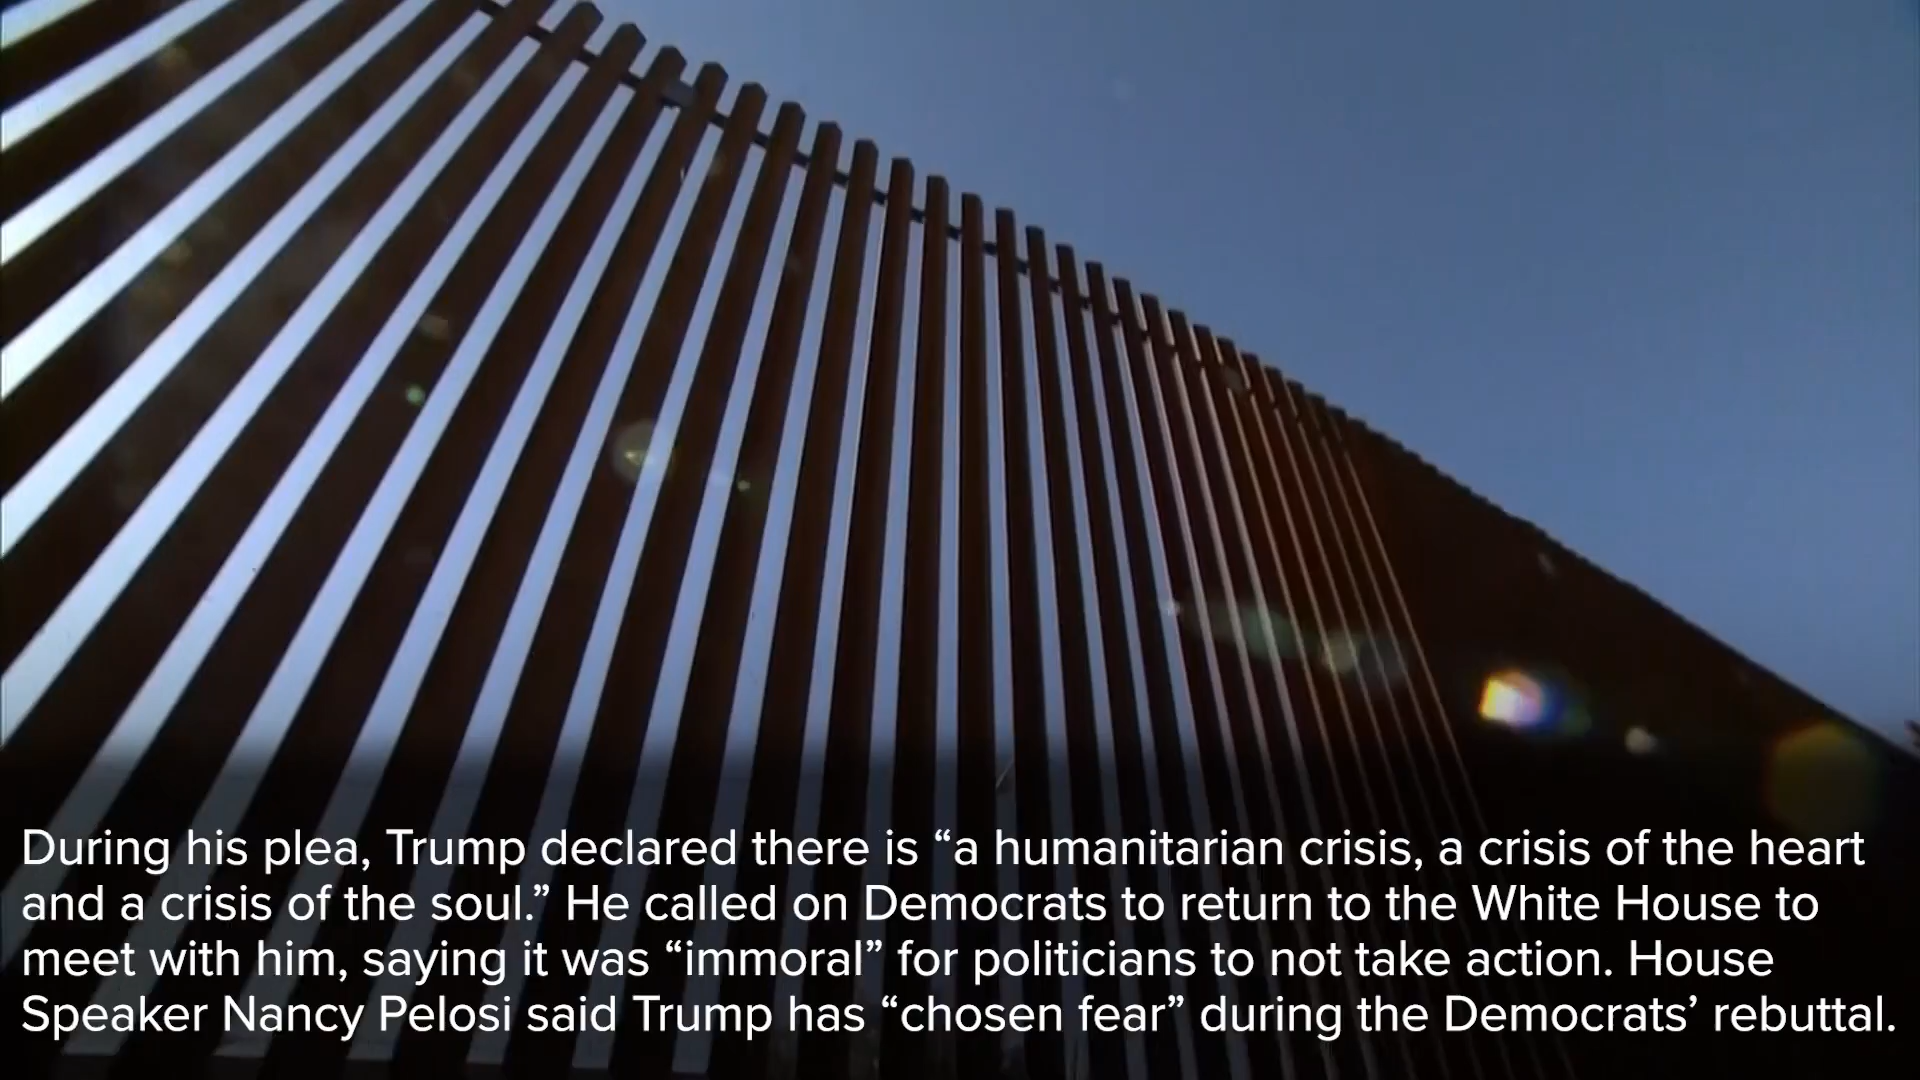 During his plea, Trump declared there is “a humanitarian crisis, a crisis of the heart
and a crisis of the soul.” He called on Democrats to return to the White House to
meet with him, saying it was “immoral” for politicians to not take action. House
Speaker Nancy Pelosi said Trump has “chosen fear” during the Democrats’ rebuttal.